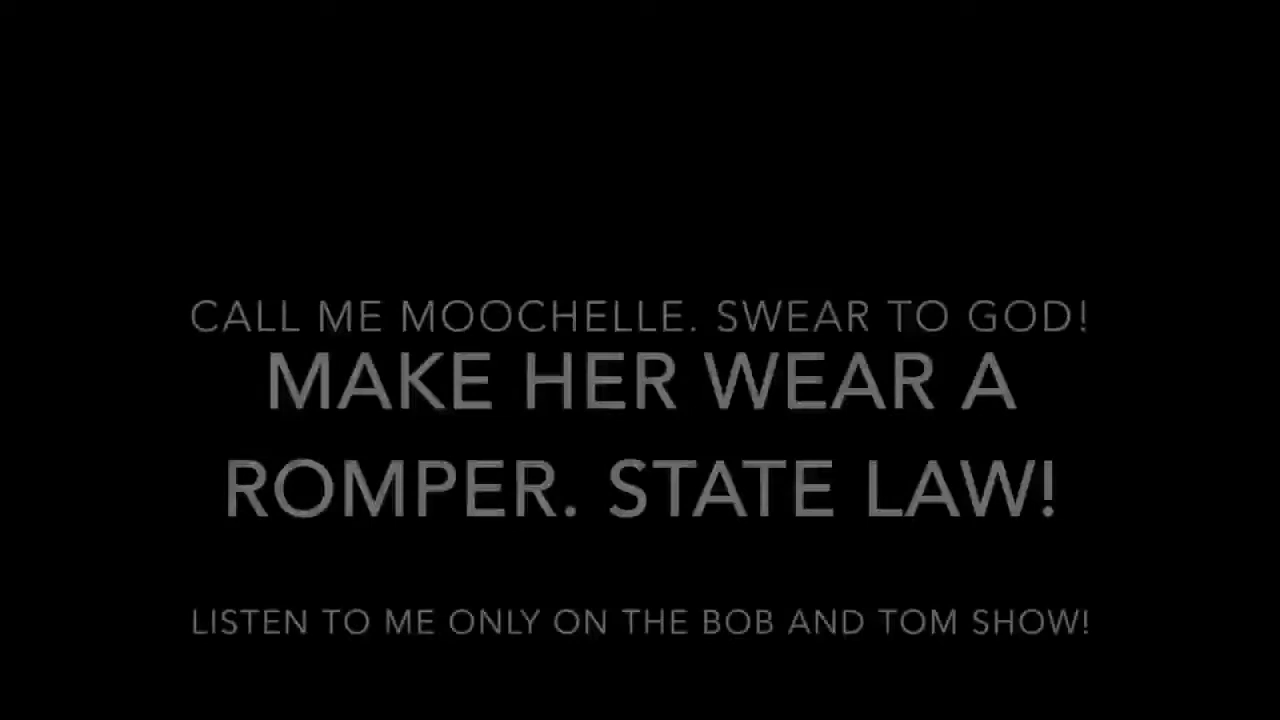 CALL ME MOOCHELLE. SWEAR TO GOD!
MAKE HER WEAR A
ROMPER. STATE LAW!
LISTEN TO ME ONLY ON THE BOB AND TOM SHOW!